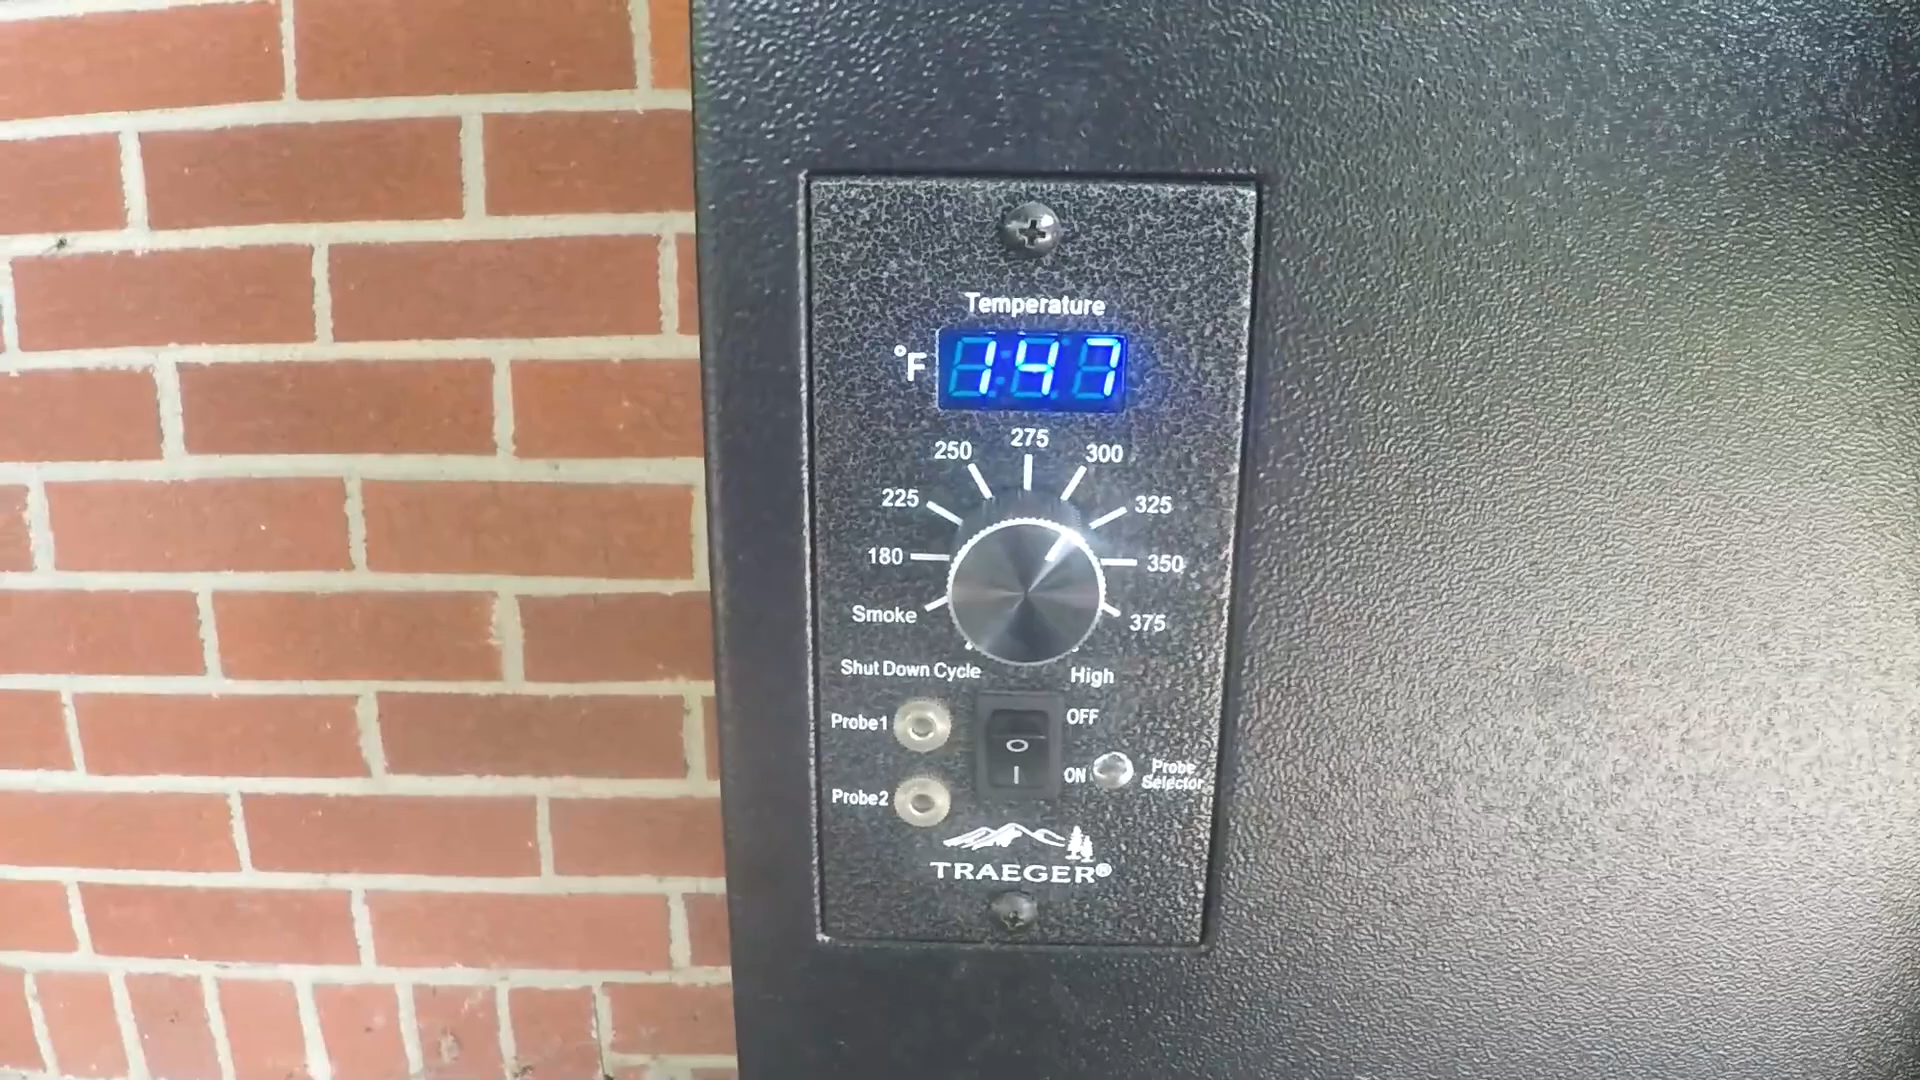 Temperature
°F 147
275
250 300
225 325
180 350
Smoke 375
Shut Down Cycle High
Probe1 OFF
O
I ON Probe
Selector
Probe2
TRAEGER®